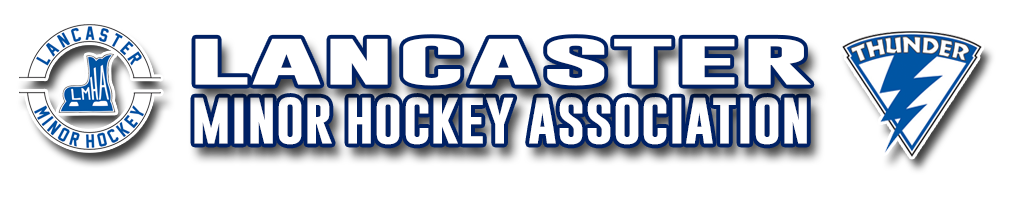 LANCASTER
LMHA
MINOR HOCKEY
LANCASTER
MINOR HOCKEY ASSOCIATION
THUNDER